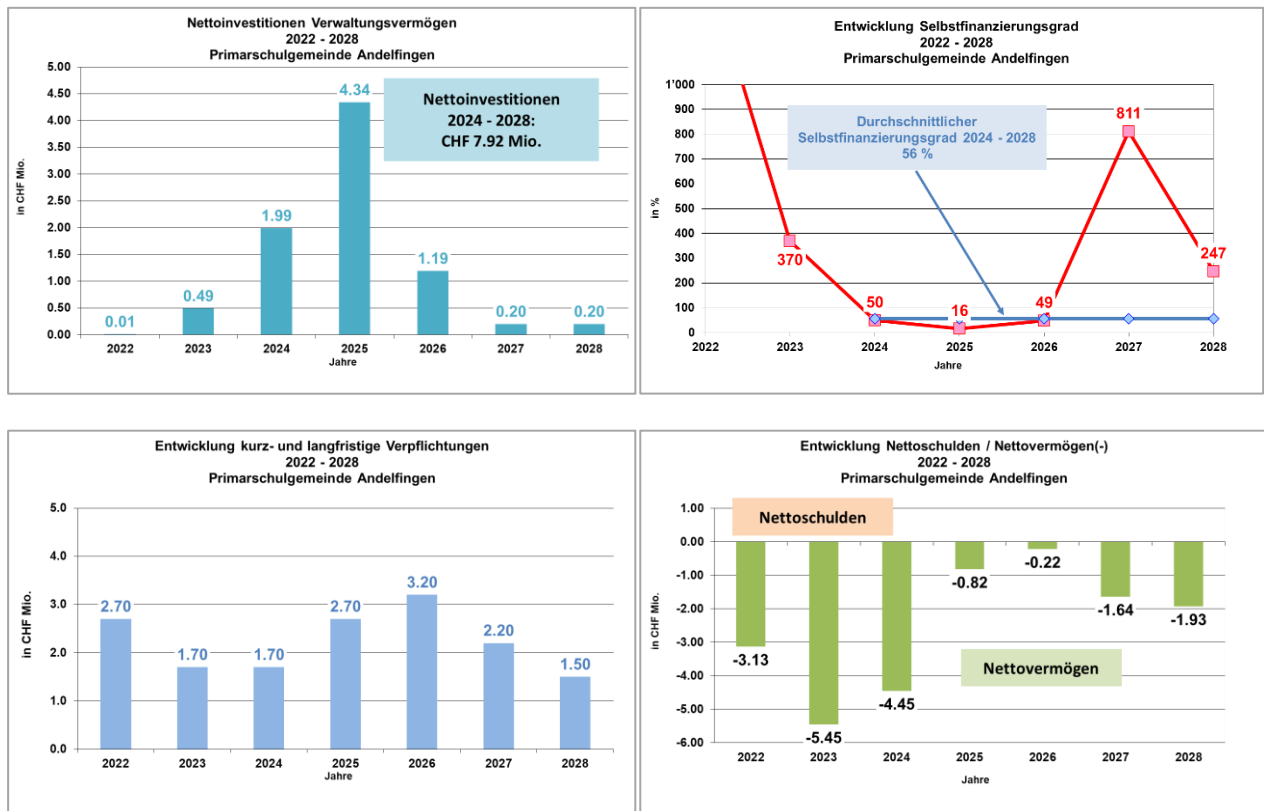 Nettoinvestitionen Verwaltungsvermögen
2022 - 2028
Primarschulgemeinde Andelfingen
in CHF Mio.
5.00
4.50
4.00
3.50
3.00
2.50
2.00
1.50
1.00
0.50
0.00
Nettoinvestitionen
2024 - 2028:
CHF 7.92 Mio.
0.01
0.49
1.99
4.34
1.19
0.20
0.20
2022 2023 2024 2025 2026 2027 2028
Jahre
Entwicklung Selbstfinanzierungsgrad
2022 - 2028
Primarschulgemeinde Andelfingen
in %
1'000
900
800
700
600
500
400
300
200
100
0
Durchschnittlicher
Selbstfinanzierungsgrad 2024 - 2028
56 %
370
50
16
49
811
247
2022 2023 2024 2025 2026 2027 2028
Jahre
Entwicklung kurz- und langfristige Verpflichtungen
2022 - 2028
Primarschulgemeinde Andelfingen
in CHF Mio.
5.0
4.0
3.0
2.0
1.0
0.0
2.70
1.70
1.70
2.70
3.20
2.20
1.50
2022 2023 2024 2025 2026 2027 2028
Jahre
Entwicklung Nettoschulden / Nettovermögen(-)
2022 - 2028
Primarschulgemeinde Andelfingen
in CHF Mio.
1.00
0.00
-1.00
-2.00
-3.00
-4.00
-5.00
-6.00
Nettoschulden
-3.13
-5.45
-4.45
-0.82
-0.22
-1.64
-1.93
Nettovermögen
2022 2023 2024 2025 2026 2027 2028
Jahre